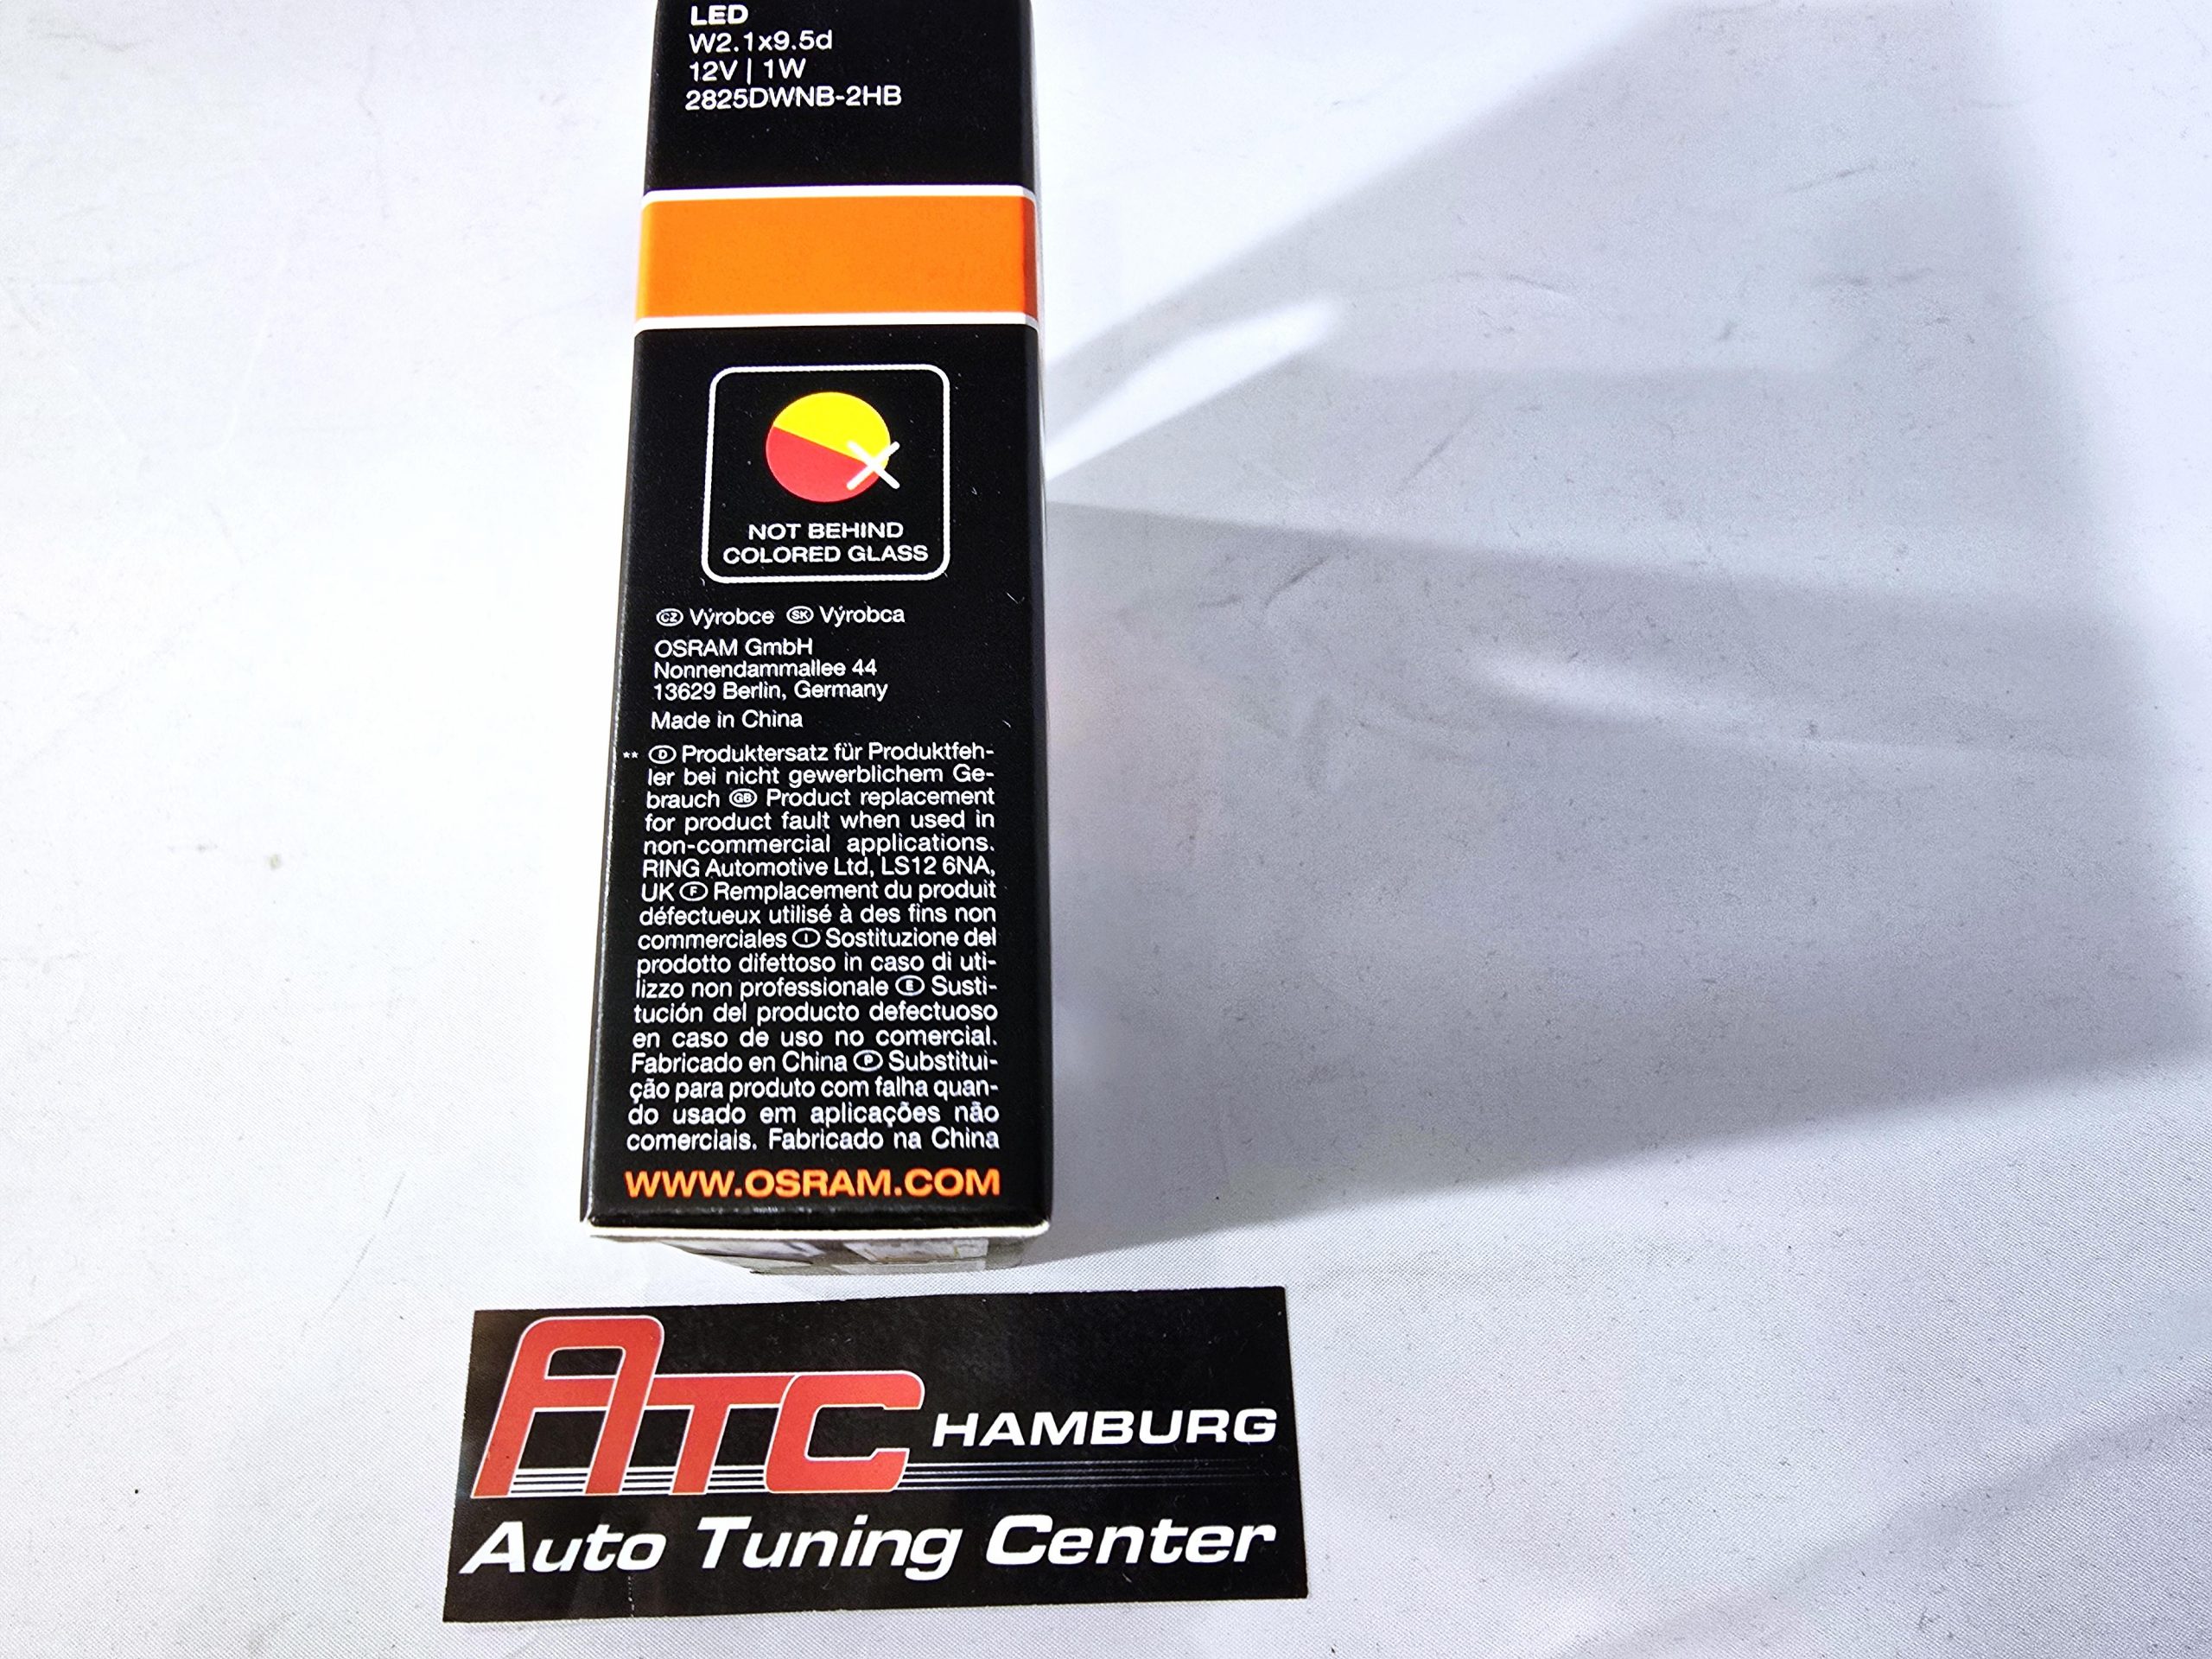 LED
W2.1x9.5d
12V | 1W
2825DWNB-2HB
NOT BEHIND
COLORED GLASS
CZ Výrobce SK Výrobca
OSRAM GmbH
Nonnendammallee 44
13629 Berlin, Germany
Made in China
** D Produktersatz für Produktfeh-
ler bei nicht gewerblichem Ge-
brauch GB Product replacement
for product fault when used in
non-commercial applications.
RING Automotive Ltd, LS12 6NA,
UK F Remplacement du produit
défectueux utilisé à des fins non
commerciales I Sostituzione del
prodotto difettoso in caso di uti-
lizzo non professionale E Susti-
tución del producto defectuoso
en caso de uso no comercial.
Fabricado en China P Substitui-
ção para produto com falha quan-
do usado em aplicações não
comerciais. Fabricado na China
WWW.OSRAM.COM
ATC HAMBURG
Auto Tuning Center